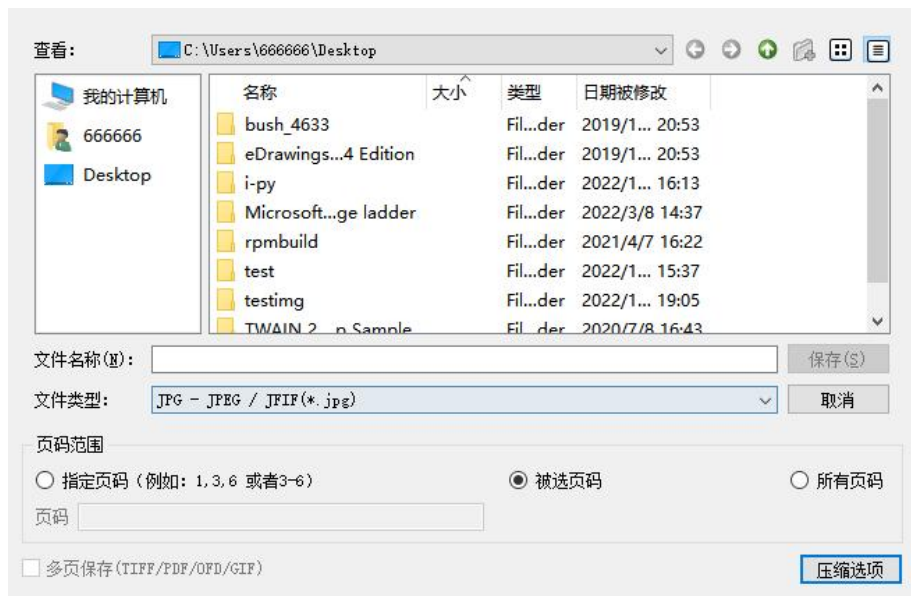 查看: C:\Users\666666\Desktop
我的计算机
666666
Desktop
名称 大小 类型 日期被修改
bush_4633 Fil...der 2019/1... 20:53
eDrawings...4 Edition Fil...der 2019/1... 20:53
i-py Fil...der 2022/1... 16:13
Microsoft...ge ladder Fil...der 2022/3/8 14:37
rpmbuild Fil...der 2021/4/7 16:22
test Fil...der 2022/1... 15:37
testimg Fil...der 2022/1... 19:05
TWAIN 2...n Sample Fil...der 2020/7/8 16:43
文件名称(N): 保存(S)
文件类型: JPG - JPEG / JFIF(*.jpg) 取消
页码范围
指定页码(例如: 1,3,6 或者3-6) 被选页码 所有页码
页码
多页保存(TIFF/PDF/OFD/GIF) 压缩选项